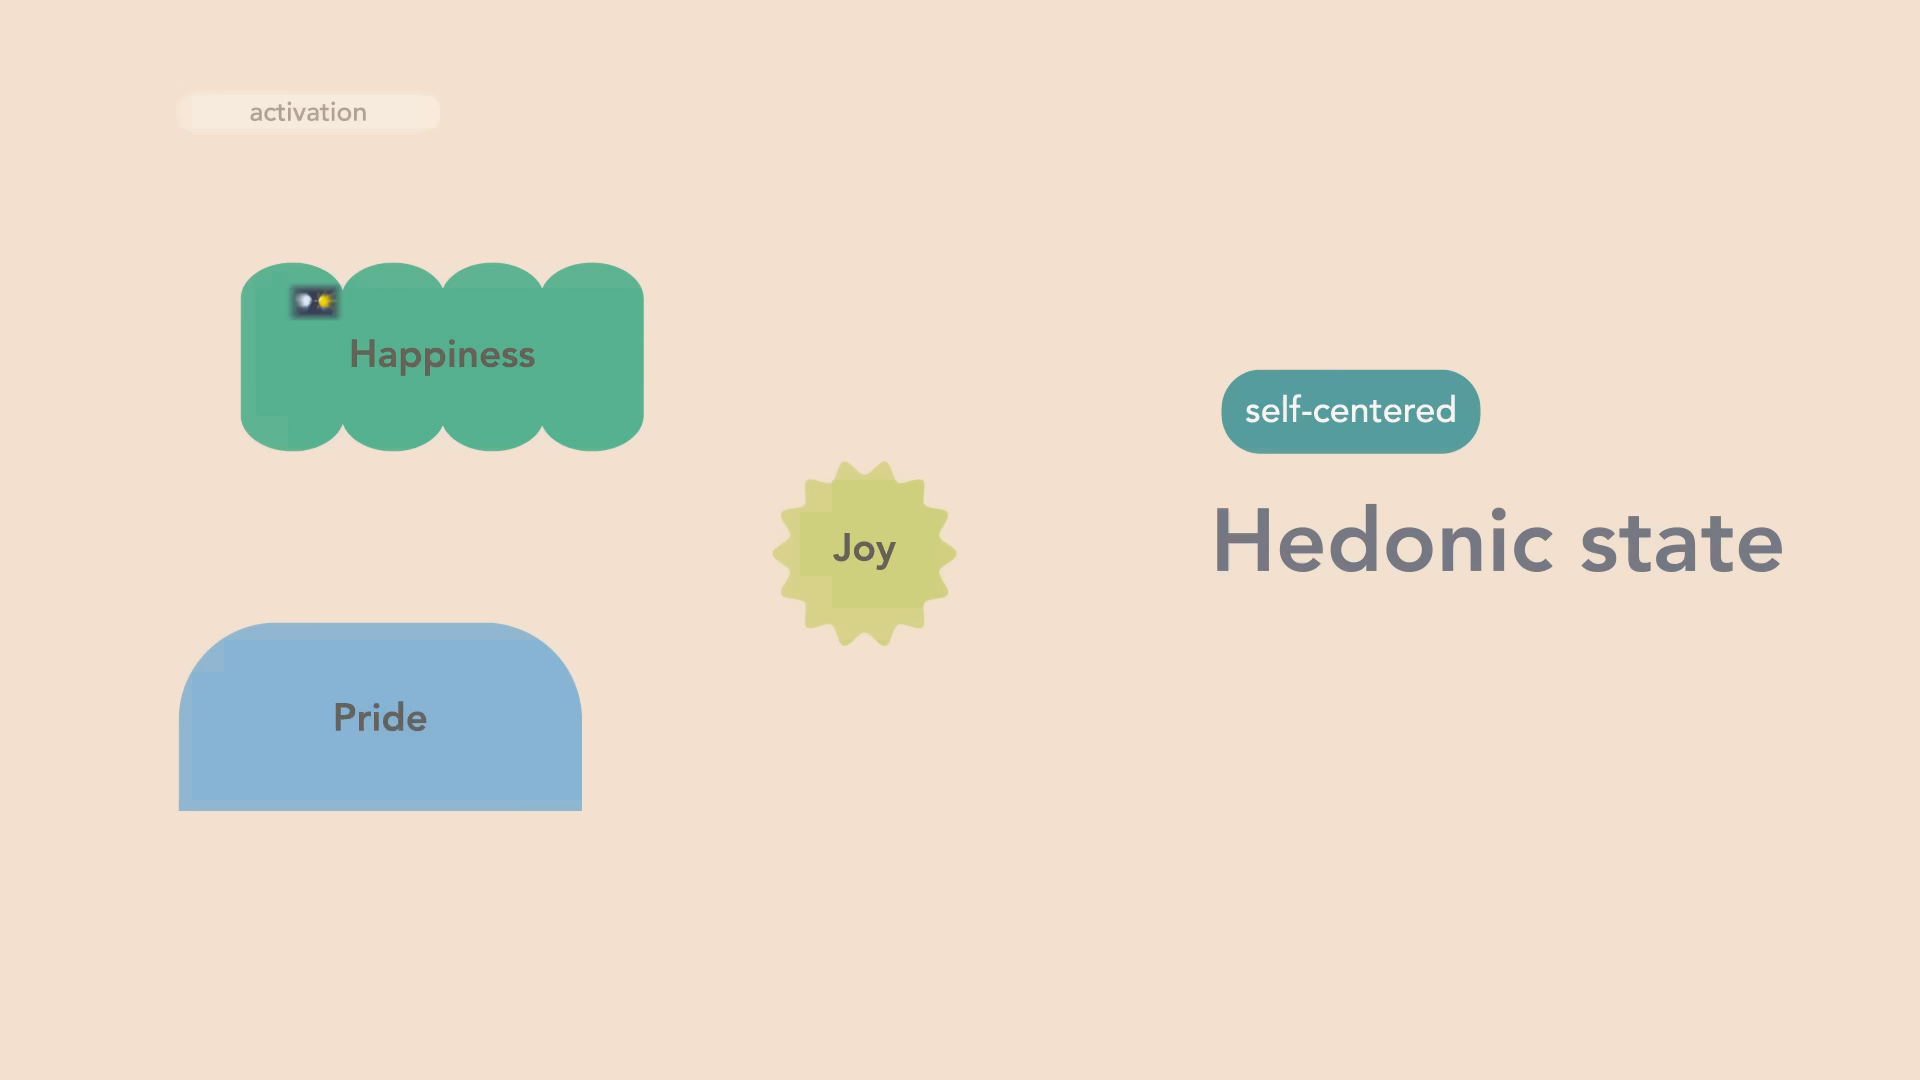 activation
Happiness
self-centered
Joy
Hedonic state
Pride